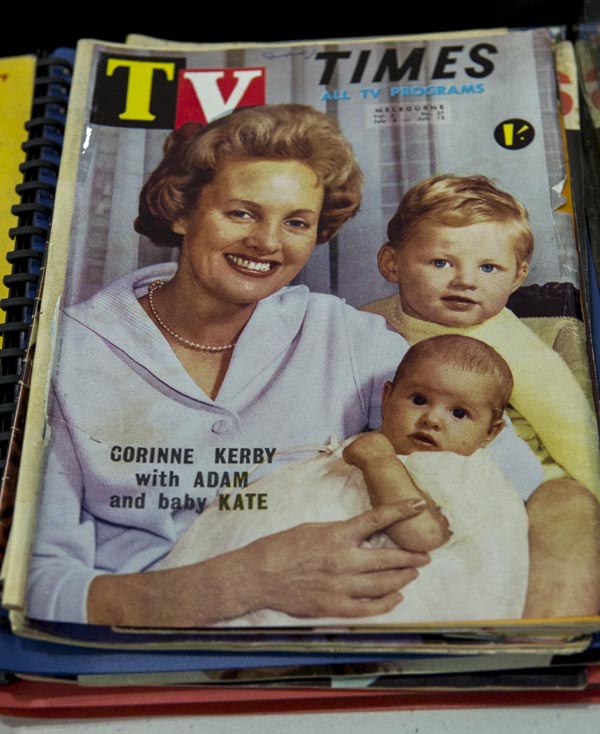 TV TIMES
ALL TV PROGRAMS
MELBOURNE
1/-
CORINNE KERBY
with ADAM
and baby KATE